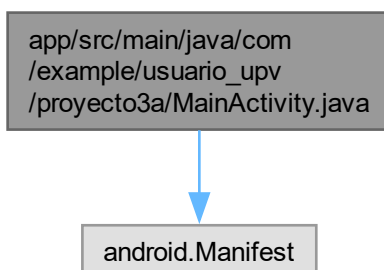 app/src/main/java/com
/example/usuario_upv
/proyecto3a/MainActivity.java
android.Manifest